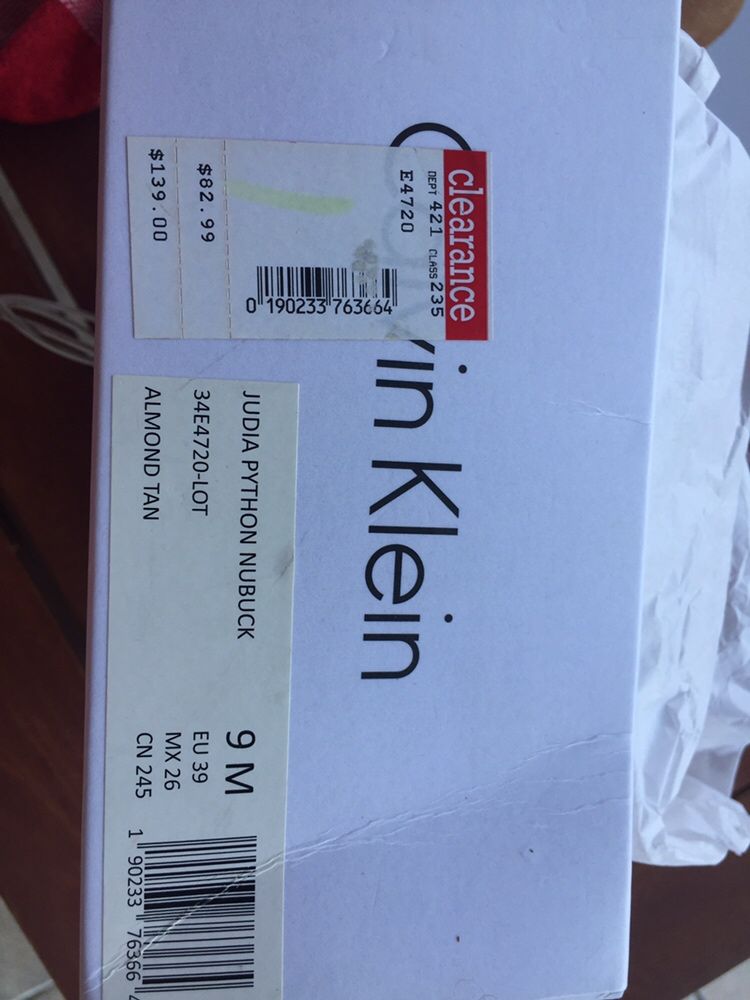 clearance
DEPT 421 CLASS 235
E4720
0 190233 763664
$82.99
$139.00
Calvin Klein
JUDIA PYTHON NUBUCK
34E4720-LOT
ALMOND TAN
9 M
EU 39
MX 26
CN 245
1 90233 76366 4